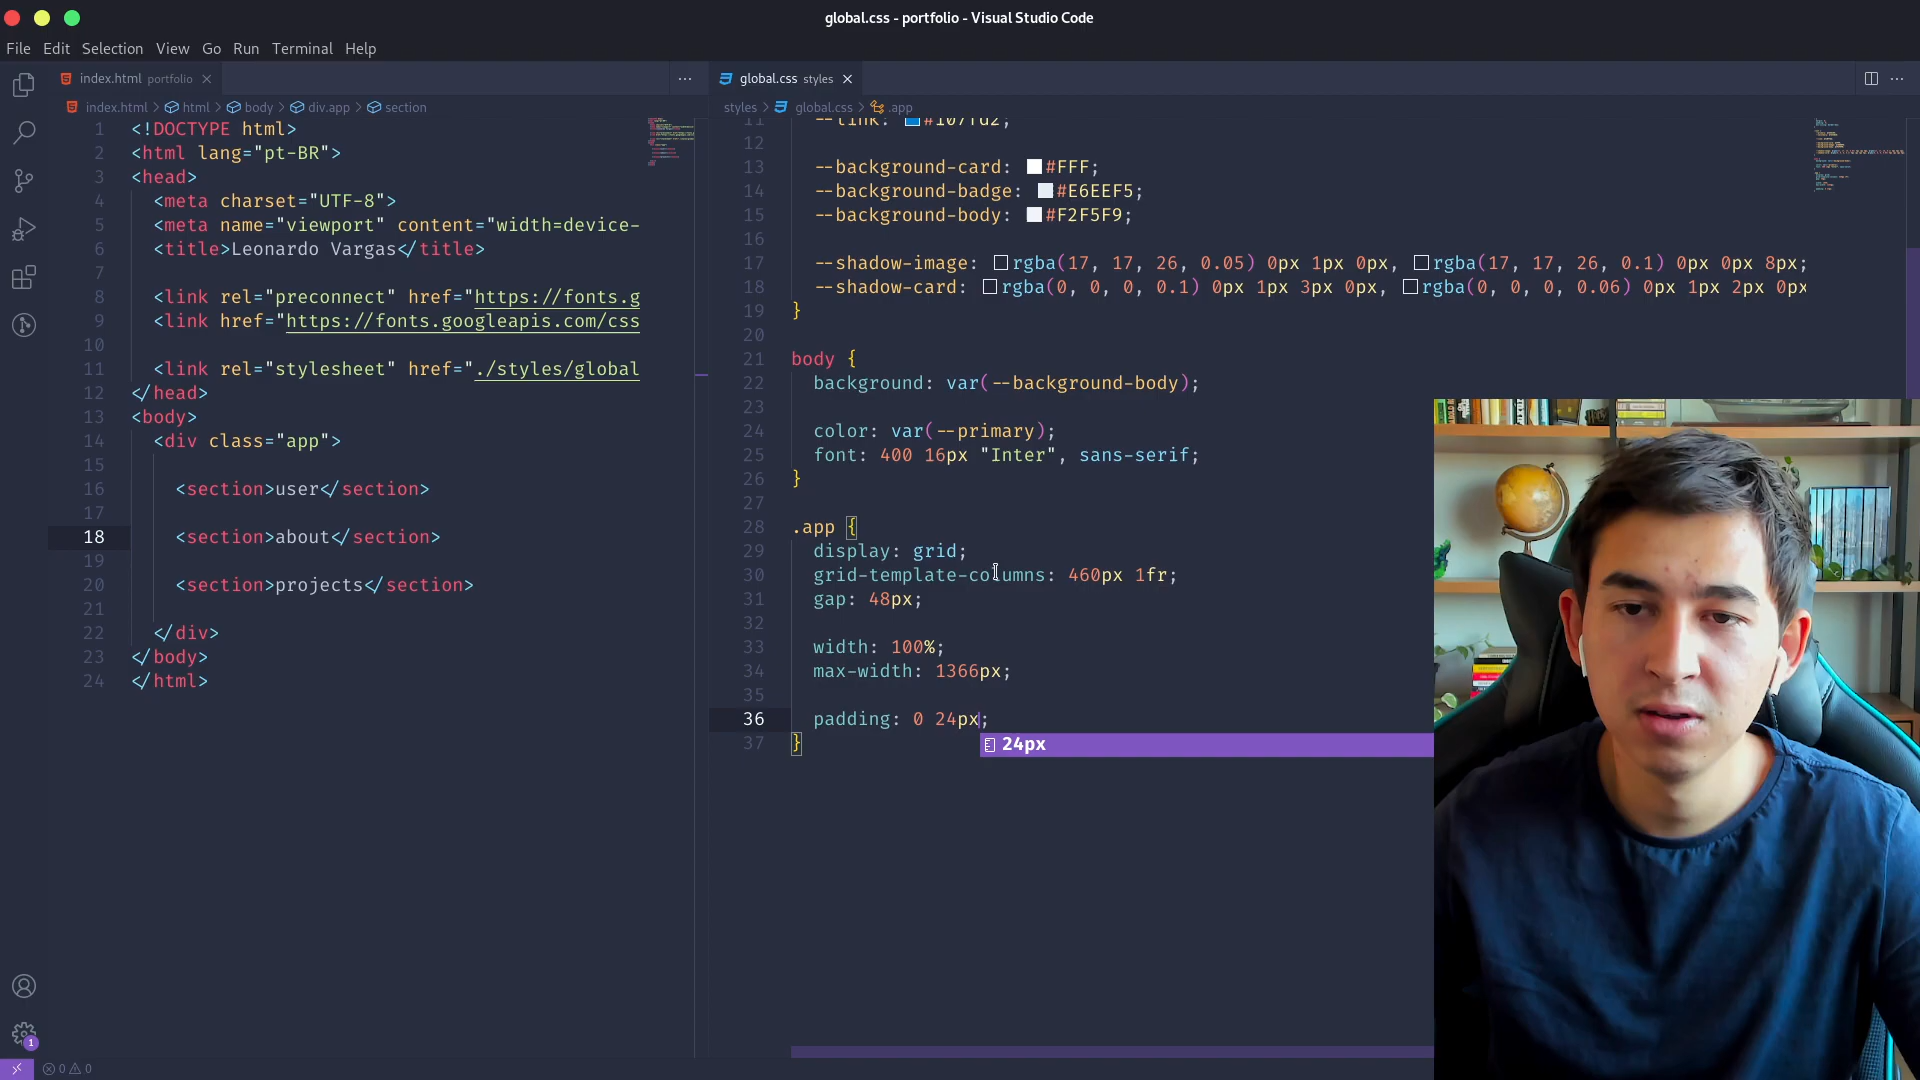 global.css - portfolio - Visual Studio Code
File Edit Selection View Go Run Terminal Help
index.html portfolio
index.html > html > body > div.app > section
1 <!DOCTYPE html>
2 <html lang="pt-BR">
3 <head>
4 <meta charset="UTF-8">
5 <meta name="viewport" content="width=device-
6 <title>Leonardo Vargas</title>
7
8 <link rel="preconnect" href="https://fonts.g
9 <link href="https://fonts.googleapis.com/css
10
11 <link rel="stylesheet" href="./styles/global
12 </head>
13 <body>
14 <div class="app">
15
16 <section>user</section>
17
18 <section>about</section>
19
20 <section>projects</section>
21
22 </div>
23 </body>
24 </html>
global.css styles
styles > global.css > .app
11 --link: #107fd2;
12
13 --background-card: #FFF;
14 --background-badge: #E6EEF5;
15 --background-body: #F2F5F9;
16
17 --shadow-image: rgba(17, 17, 26, 0.05) 0px 1px 0px, rgba(17, 17, 26, 0.1) 0px 0px 8px;
18 --shadow-card: rgba(0, 0, 0, 0.1) 0px 1px 3px 0px, rgba(0, 0, 0, 0.06) 0px 1px 2px 0px
19 }
20
21 body {
22 background: var(--background-body);
23
24 color: var(--primary);
25 font: 400 16px "Inter", sans-serif;
26 }
27
28 .app {
29 display: grid;
30 grid-template-columns: 460px 1fr;
31 gap: 48px;
32
33 width: 100%;
34 max-width: 1366px;
35
36 padding: 0 24px;
37 }
24px
1
0 0